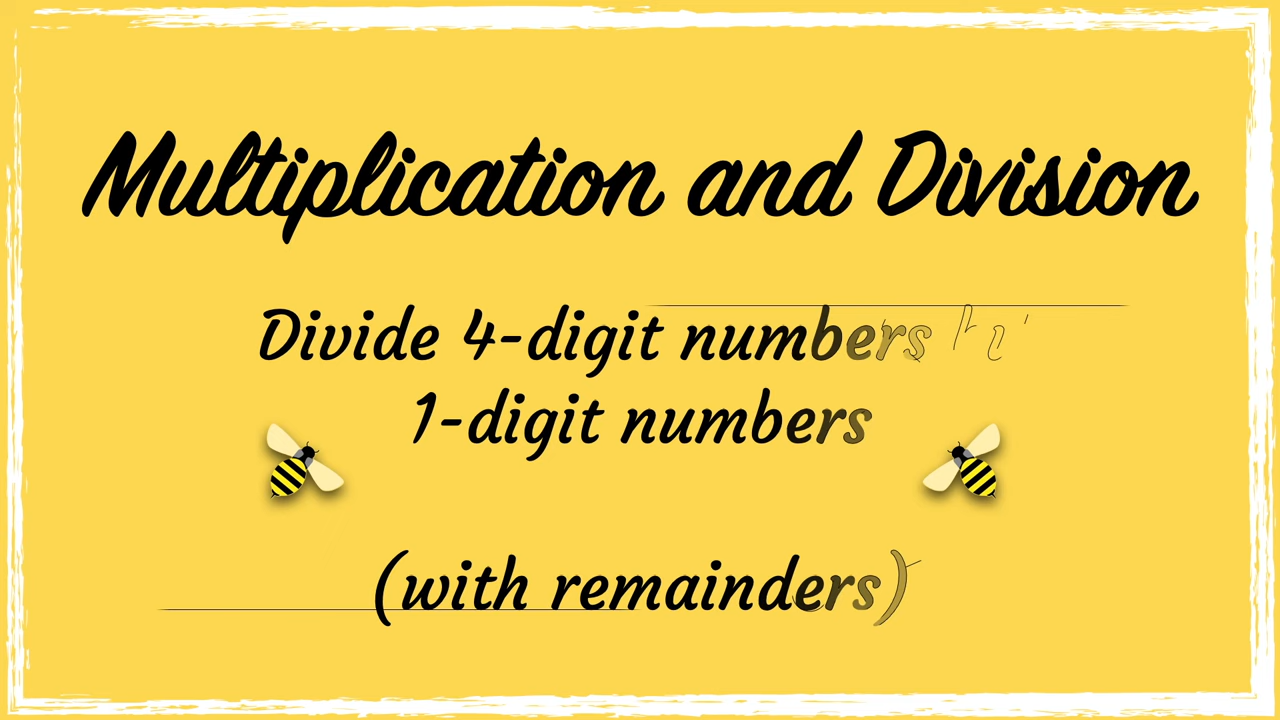 Multiplication and Division
Divide 4-digit numbers
1-digit numbers
(with remainders)